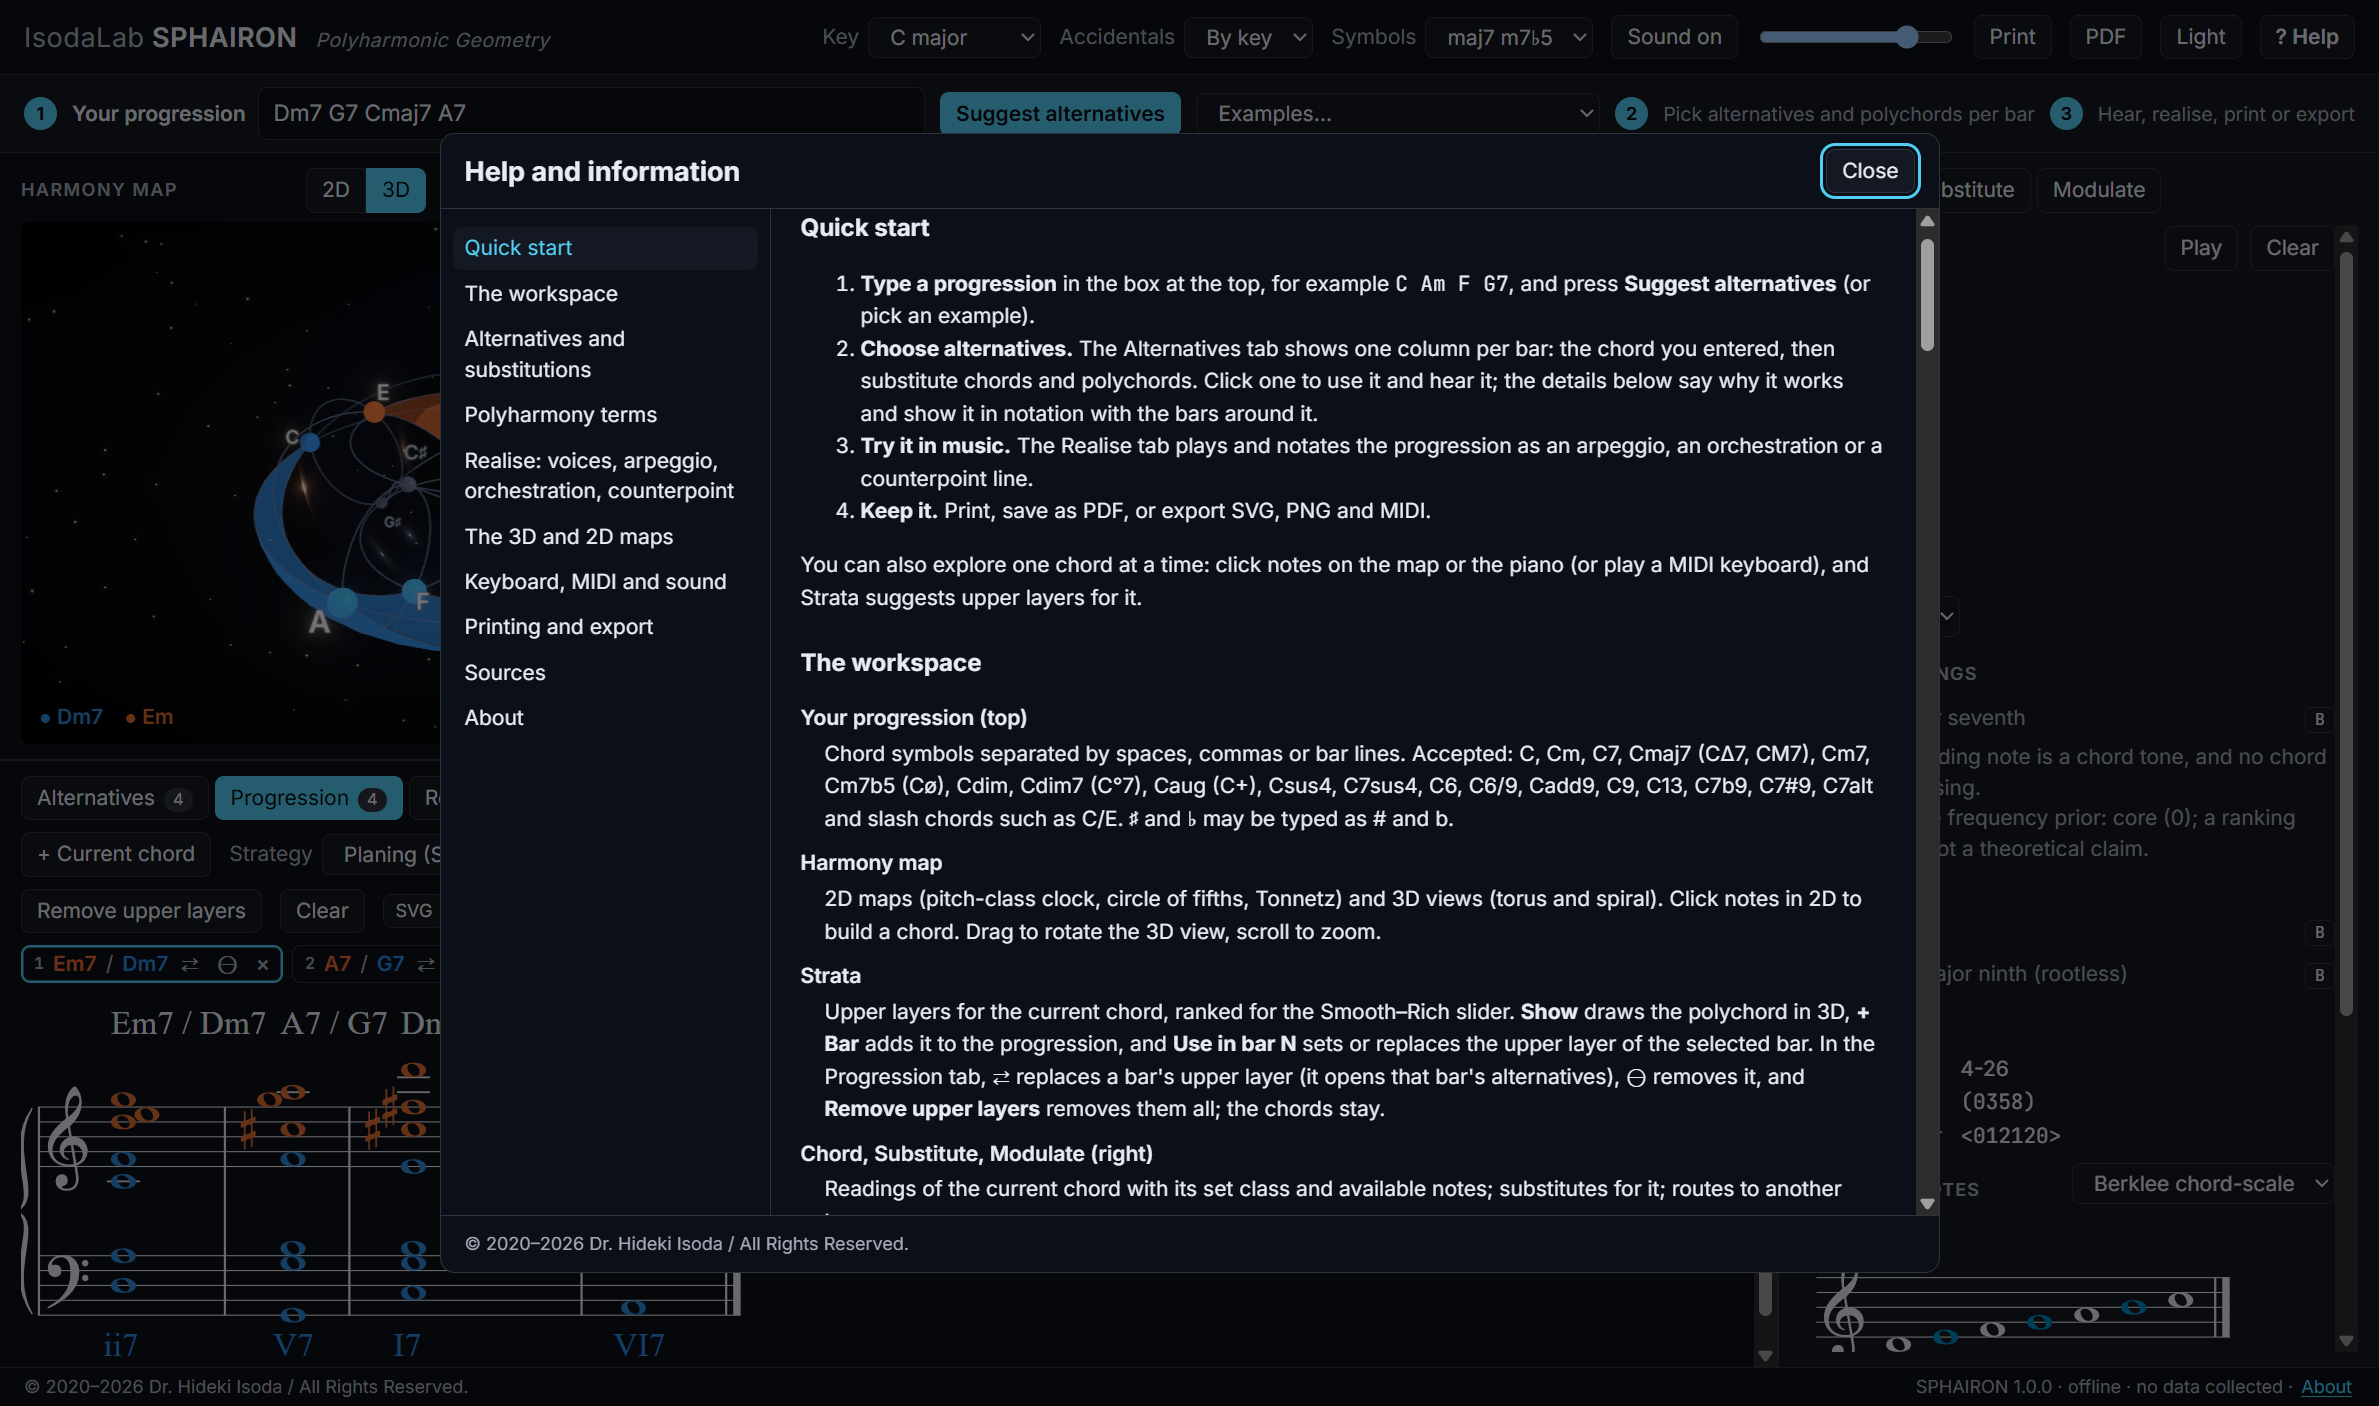 IsodaLab SPHAIRON Polyharmonic Geometry
Key C major Accidentals By key Symbols maj7 m7♭5 Sound on Print PDF Light ? Help
1 Your progression Dm7 G7 Cmaj7 A7 Suggest alternatives Examples... 2 Pick alternatives and polychords per bar 3 Hear, realise, print or export
HARMONY MAP 2D 3D
E
C
C♯
G♯
F
A
Dm7 Em
Alternatives 4 Progression 4
+ Current chord Strategy Planing
Remove upper layers Clear SVG
1 Em7 / Dm7 ⇄ ⊖ × 2 A7 / G7 ⇄
Em7 / Dm7 A7 / G7
ii7 V7 I7 VI7
Help and information
Close
Quick start
The workspace
Alternatives and
substitutions
Polyharmony terms
Realise: voices, arpeggio,
orchestration, counterpoint
The 3D and 2D maps
Keyboard, MIDI and sound
Printing and export
Sources
About
Quick start
1. Type a progression in the box at the top, for example C Am F G7, and press Suggest alternatives (or
pick an example).
2. Choose alternatives. The Alternatives tab shows one column per bar: the chord you entered, then
substitute chords and polychords. Click one to use it and hear it; the details below say why it works
and show it in notation with the bars around it.
3. Try it in music. The Realise tab plays and notates the progression as an arpeggio, an orchestration or a
counterpoint line.
4. Keep it. Print, save as PDF, or export SVG, PNG and MIDI.
You can also explore one chord at a time: click notes on the map or the piano (or play a MIDI keyboard), and
Strata suggests upper layers for it.
The workspace
Your progression (top)
Chord symbols separated by spaces, commas or bar lines. Accepted: C, Cm, C7, Cmaj7 (CΔ7, CM7), Cm7,
Cm7b5 (Cø), Cdim, Cdim7 (C°7), Caug (C+), Csus4, C7sus4, C6, C6/9, Cadd9, C9, C13, C7b9, C7#9, C7alt
and slash chords such as C/E. ♯ and ♭ may be typed as # and b.
Harmony map
2D maps (pitch-class clock, circle of fifths, Tonnetz) and 3D views (torus and spiral). Click notes in 2D to
build a chord. Drag to rotate the 3D view, scroll to zoom.
Strata
Upper layers for the current chord, ranked for the Smooth–Rich slider. Show draws the polychord in 3D, +
Bar adds it to the progression, and Use in bar N sets or replaces the upper layer of the selected bar. In the
Progression tab, ⇄ replaces a bar's upper layer (it opens that bar's alternatives), ⊖ removes it, and
Remove upper layers removes them all; the chords stay.
Chord, Substitute, Modulate (right)
Readings of the current chord with its set class and available notes; substitutes for it; routes to another
© 2020–2026 Dr. Hideki Isoda / All Rights Reserved.
bstitute Modulate
Play Clear
NGS
seventh B
ding note is a chord tone, and no chord
sing.
frequency prior: core (0); a ranking
ot a theoretical claim.
B
ajor ninth (rootless) B
4-26
(0358)
<012120>
TES Berklee chord-scale
© 2020–2026 Dr. Hideki Isoda / All Rights Reserved.
SPHAIRON 1.0.0 · offline · no data collected · About